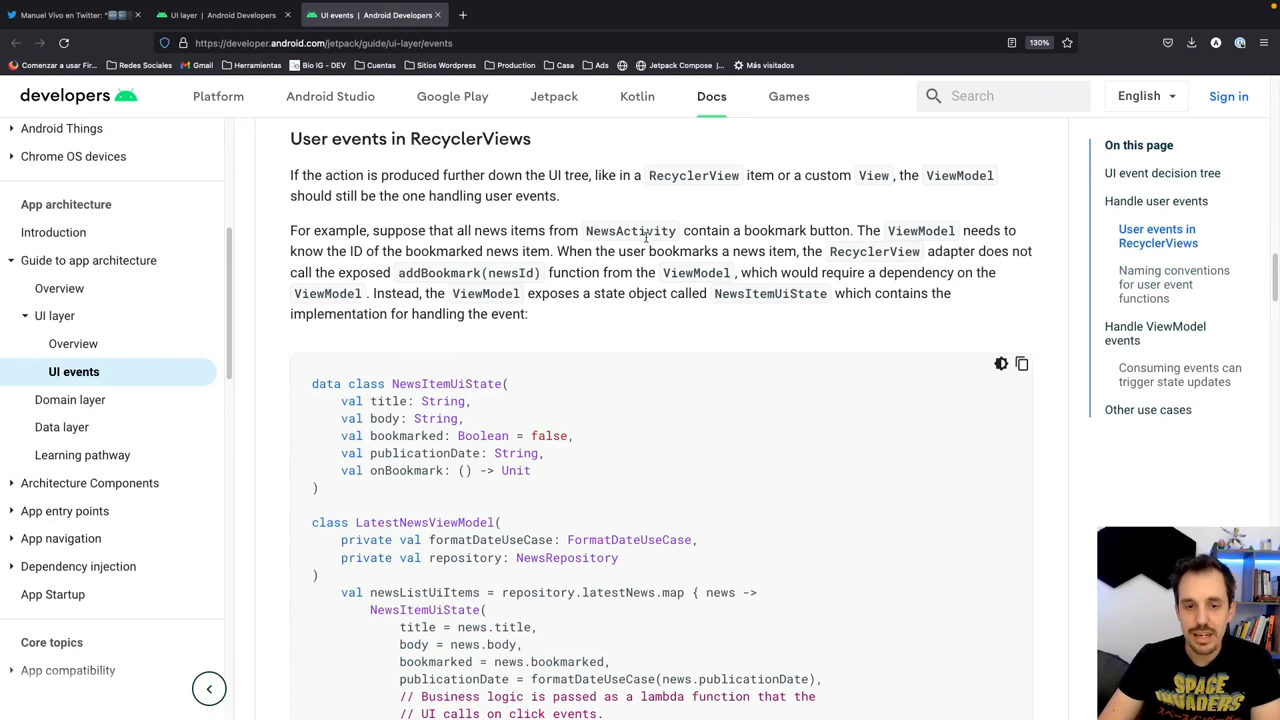 Manuel Vivo en Twitter: "
UI layer | Android Developers
UI events | Android Developers
https://developer.android.com/jetpack/guide/ui-layer/events
130%
Comenzar a usar Fir...
Redes Sociales
Gmail
Herramientas
Bio IG - DEV
Cuentas
Sitios Wordpress
Production
Casa
Ads
Jetpack Compose |...
Más visitados
developers
Platform
Android Studio
Google Play
Jetpack
Kotlin
Docs
Games
Search
English
Sign in
Android Things
Chrome OS devices
App architecture
Introduction
Guide to app architecture
Overview
UI layer
Overview
UI events
Domain layer
Data layer
Learning pathway
Architecture Components
App entry points
App navigation
Dependency injection
App Startup
Core topics
App compatibility
User events in RecyclerViews
If the action is produced further down the UI tree, like in a RecyclerView item or a custom View, the ViewModel
should still be the one handling user events.
For example, suppose that all news items from NewsActivity contain a bookmark button. The ViewModel needs to
know the ID of the bookmarked news item. When the user bookmarks a news item, the RecyclerView adapter does not
call the exposed addBookmark(newsId) function from the ViewModel, which would require a dependency on the
ViewModel. Instead, the ViewModel exposes a state object called NewsItemUiState which contains the
implementation for handling the event:
data class NewsItemUiState(
val title: String,
val body: String,
val bookmarked: Boolean = false,
val publicationDate: String,
val onBookmark: () -> Unit
)
class LatestNewsViewModel(
private val formatDateUseCase: FormatDateUseCase,
private val repository: NewsRepository
)
val newsListUiItems = repository.latestNews.map { news ->
NewsItemUiState(
title = news.title,
body = news.body,
bookmarked = news.bookmarked,
publicationDate = formatDateUseCase(news.publicationDate),
// Business logic is passed as a lambda function that the
// UI calls on click events.
On this page
UI event decision tree
Handle user events
User events in
RecyclerViews
Naming conventions
for user event
functions
Handle ViewModel
events
Consuming events can
trigger state updates
Other use cases
SPACE
INVADERS